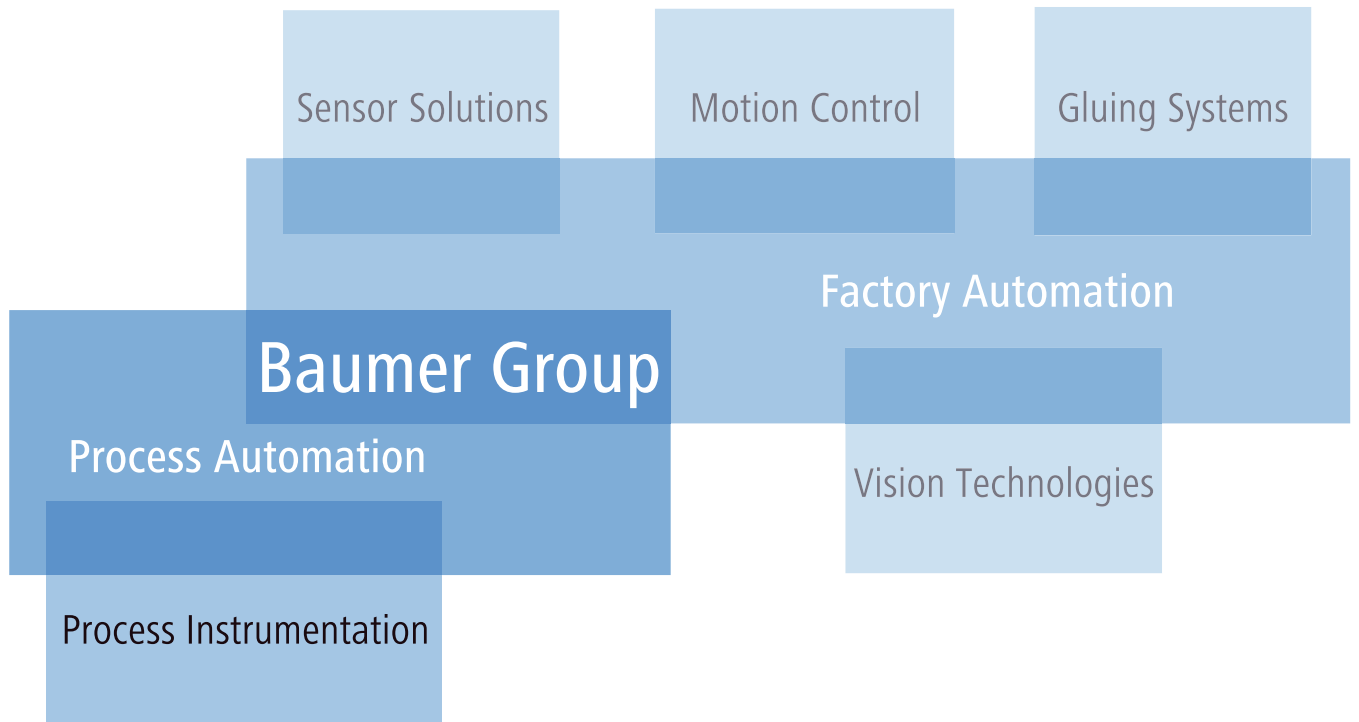 Sensor Solutions
Motion Control
Gluing Systems
Factory Automation
Baumer Group
Process Automation
Vision Technologies
Process Instrumentation